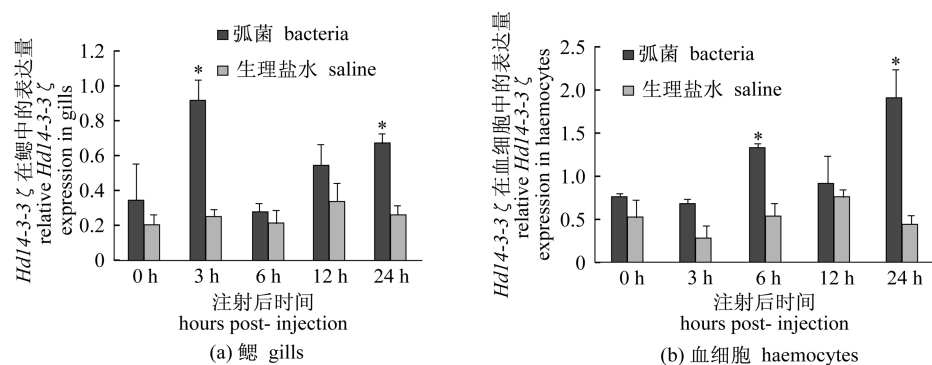 Hd14-3-3 ζ 在鳃中的表达量
relative Hd14-3-3 ζ
expression in gills
1.2
1.0
0.8
0.6
0.4
0.2
0
弧菌 bacteria
生理盐水 saline
*
*
0 h 3 h 6 h 12 h 24 h
注射后时间
hours post- injection
(a) 鳃 gills
Hd14-3-3 ζ 在血细胞中的表达量
relative Hd14-3-3 ζ
expression in haemocytes
2.5
2.0
1.5
1.0
0.5
0
弧菌 bacteria
生理盐水 saline
*
*
0 h 3 h 6 h 12 h 24 h
注射后时间
hours post- injection
(b) 血细胞 haemocytes